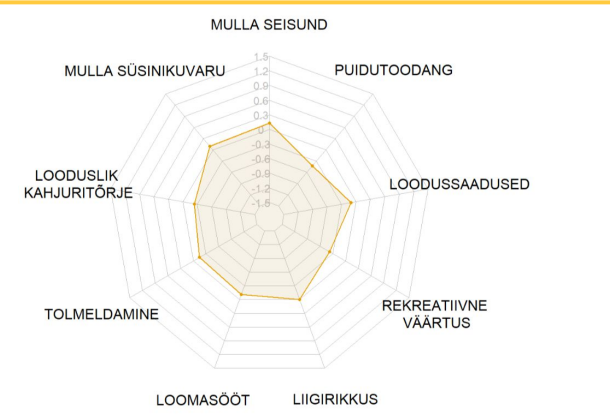 MULLA SEISUND
MULLA SÜSINIKUVARU
PUIDUTOODANG
1.5
1.2
0.9
0.6
0.3
0
-0.3
-0.6
-0.9
-1.2
-1.5
LOODUSLIK
KAHJURITÕRJE
LOODUSSAADUSED
TOLMELDAMINE
REKREATIIVNE
VÄÄRTUS
LOOMASÖÖT
LIIGIRIKKUS